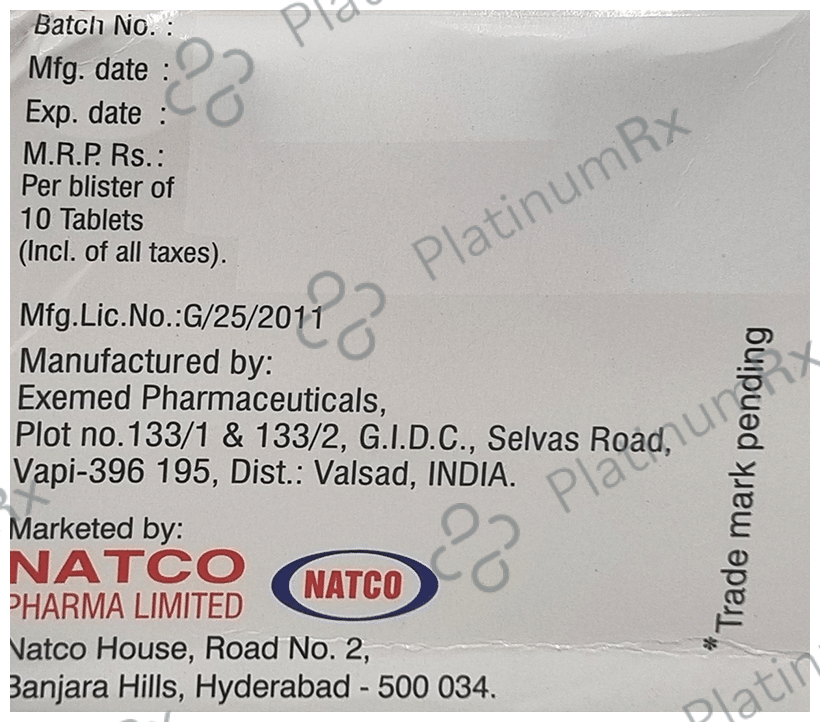 Batch No. :
Mfg. date :
Exp. date :
M.R.P. Rs.:
Per blister of
10 Tablets
(Incl. of all taxes).
Mfg.Lic.No.:G/25/2011
Manufactured by:
Exemed Pharmaceuticals,
Plot no.133/1 & 133/2, G.I.D.C., Selvas Road,
Vapi-396 195, Dist.: Valsad, INDIA.
Marketed by:
NATCO
PHARMA LIMITED
NATCO
Natco House, Road No. 2,
Banjara Hills, Hyderabad - 500 034.
*Trade mark pending
PlatinumRx
PlatinumRx